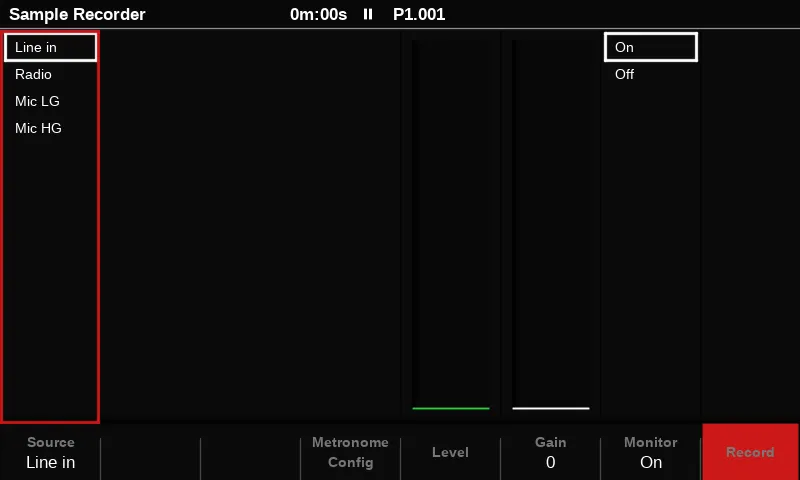 Sample Recorder
0m:00s
P1.001
Line in
Radio
Mic LG
Mic HG
On
Off
Source
Line in
Metronome
Config
Level
Gain
0
Monitor
On
Record